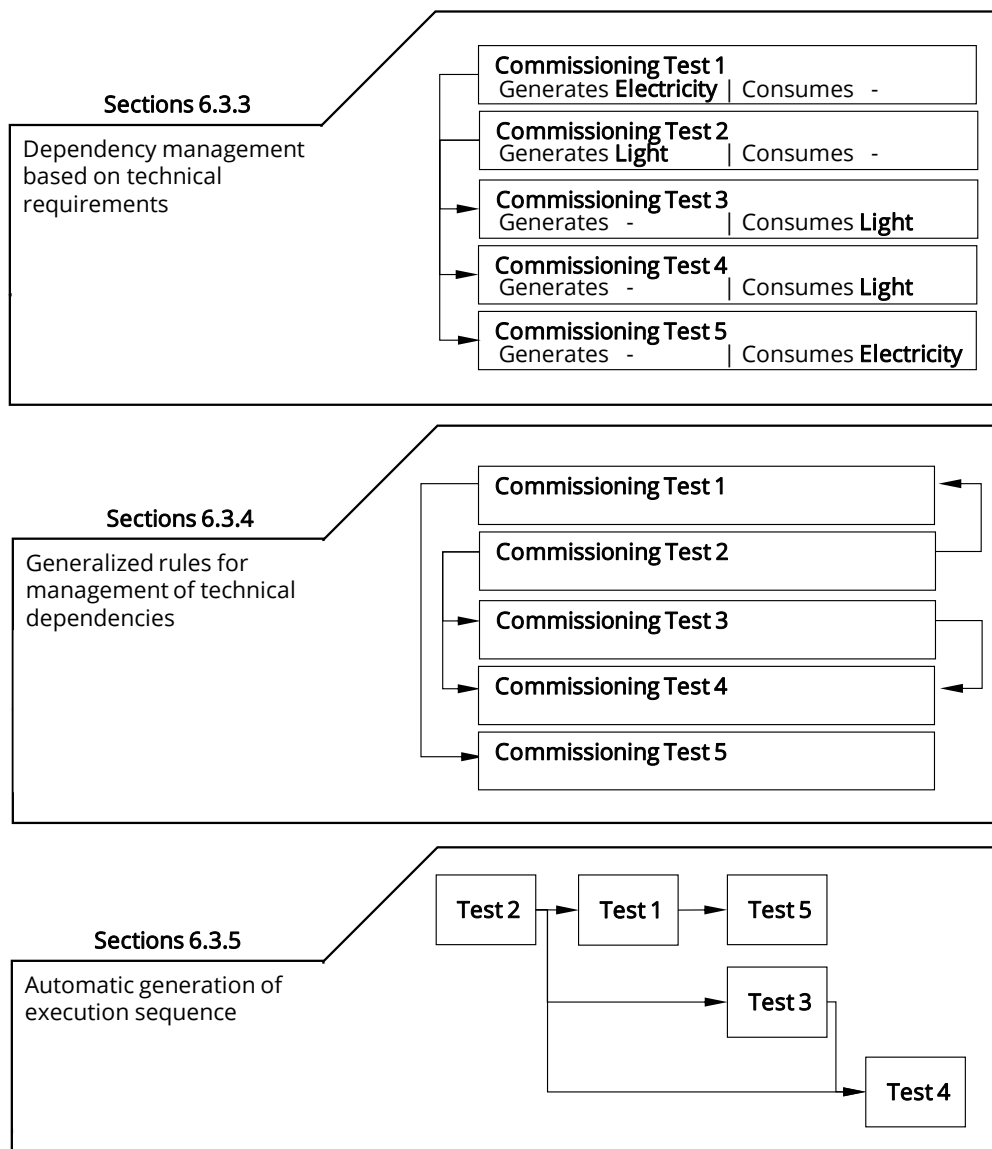 Sections 6.3.3
Dependency management
based on technical
requirements
Commissioning Test 1
Generates Electricity | Consumes -
Commissioning Test 2
Generates Light | Consumes -
Commissioning Test 3
Generates - | Consumes Light
Commissioning Test 4
Generates - | Consumes Light
Commissioning Test 5
Generates - | Consumes Electricity
Sections 6.3.4
Generalized rules for
management of technical
dependencies
Commissioning Test 1
Commissioning Test 2
Commissioning Test 3
Commissioning Test 4
Commissioning Test 5
Sections 6.3.5
Automatic generation of
execution sequence
Test 2
Test 1
Test 5
Test 3
Test 4